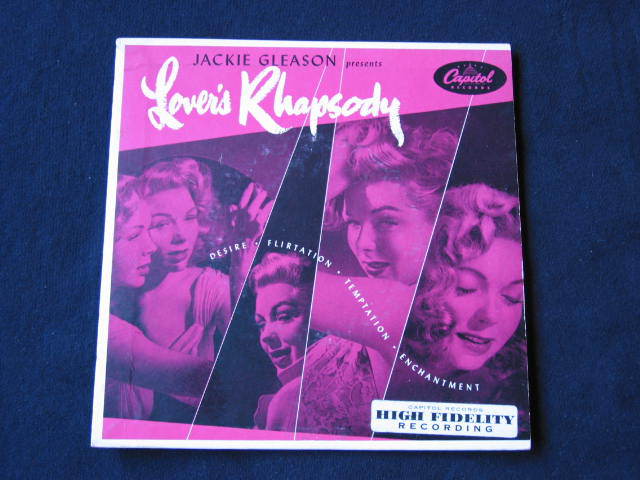 JACKIE GLEASON presents
Lover's Rhapsody
Capitol
RECORDS
DESIRE • FLIRTATION • TEMPTATION • ENCHANTMENT
CAPITOL RECORDS
HIGH FIDELITY
RECORDING